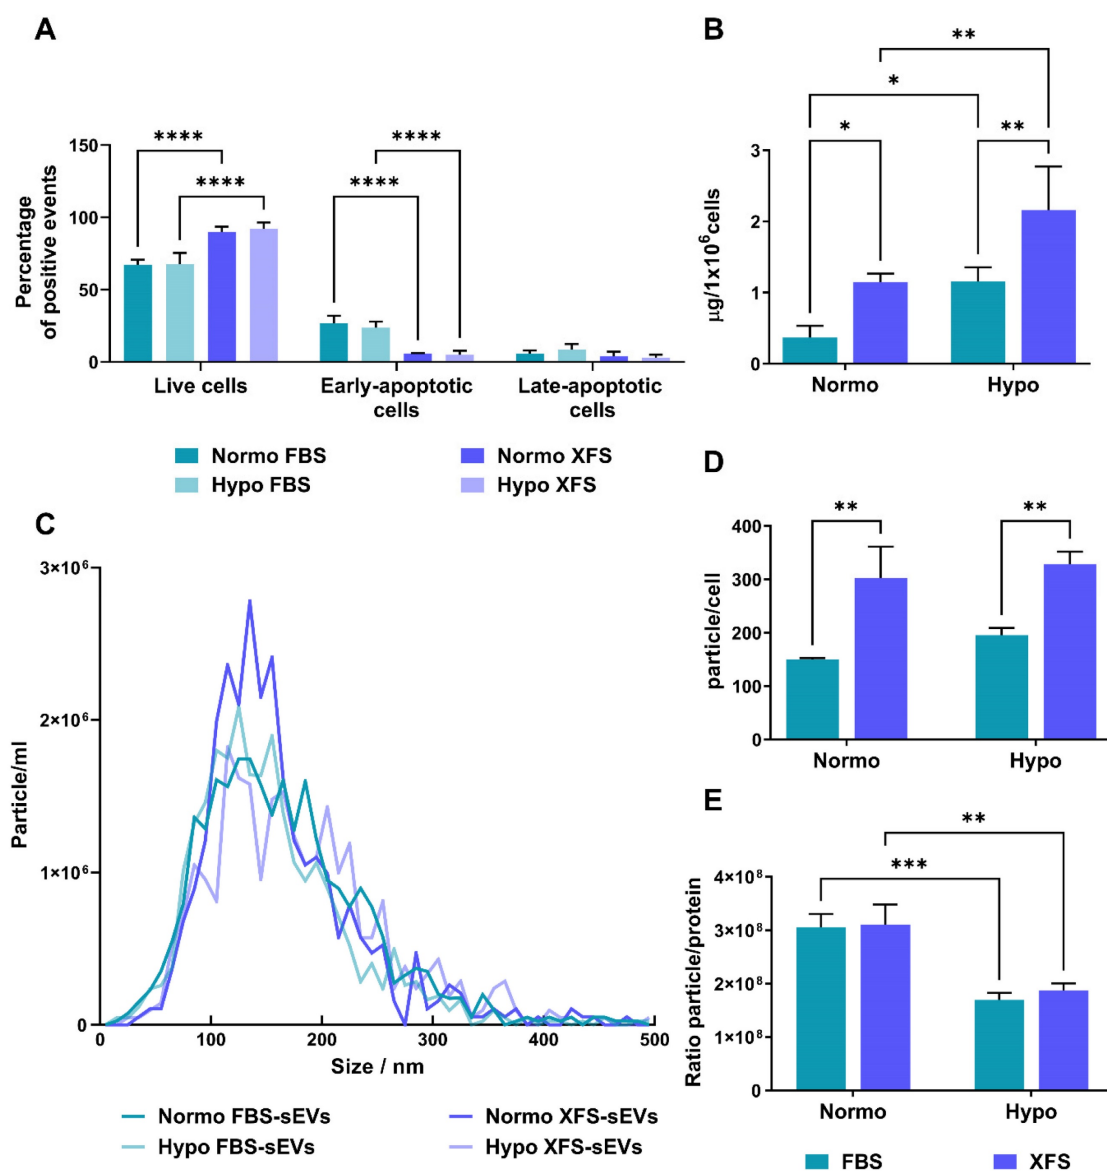 A
****
****
****
****
150
100
50
0
Percentage
of positive events
Live cells
Early-apoptotic
cells
Late-apoptotic
cells
Normo FBS
Normo XFS
Hypo FBS
Hypo XFS
B
**
*
*
**
3
2
1
0
µg/1x10⁶cells
Normo
Hypo
C
3×10⁶
2×10⁶
1×10⁶
0
Particle/ml
100
200
300
400
500
Size / nm
Normo FBS-sEVs
Normo XFS-sEVs
Hypo FBS-sEVs
Hypo XFS-sEVs
D
**
**
400
300
200
100
0
particle/cell
Normo
Hypo
E
**
***
4×10⁸
3×10⁸
2×10⁸
1×10⁸
0
Ratio particle/protein
Normo
Hypo
FBS
XFS